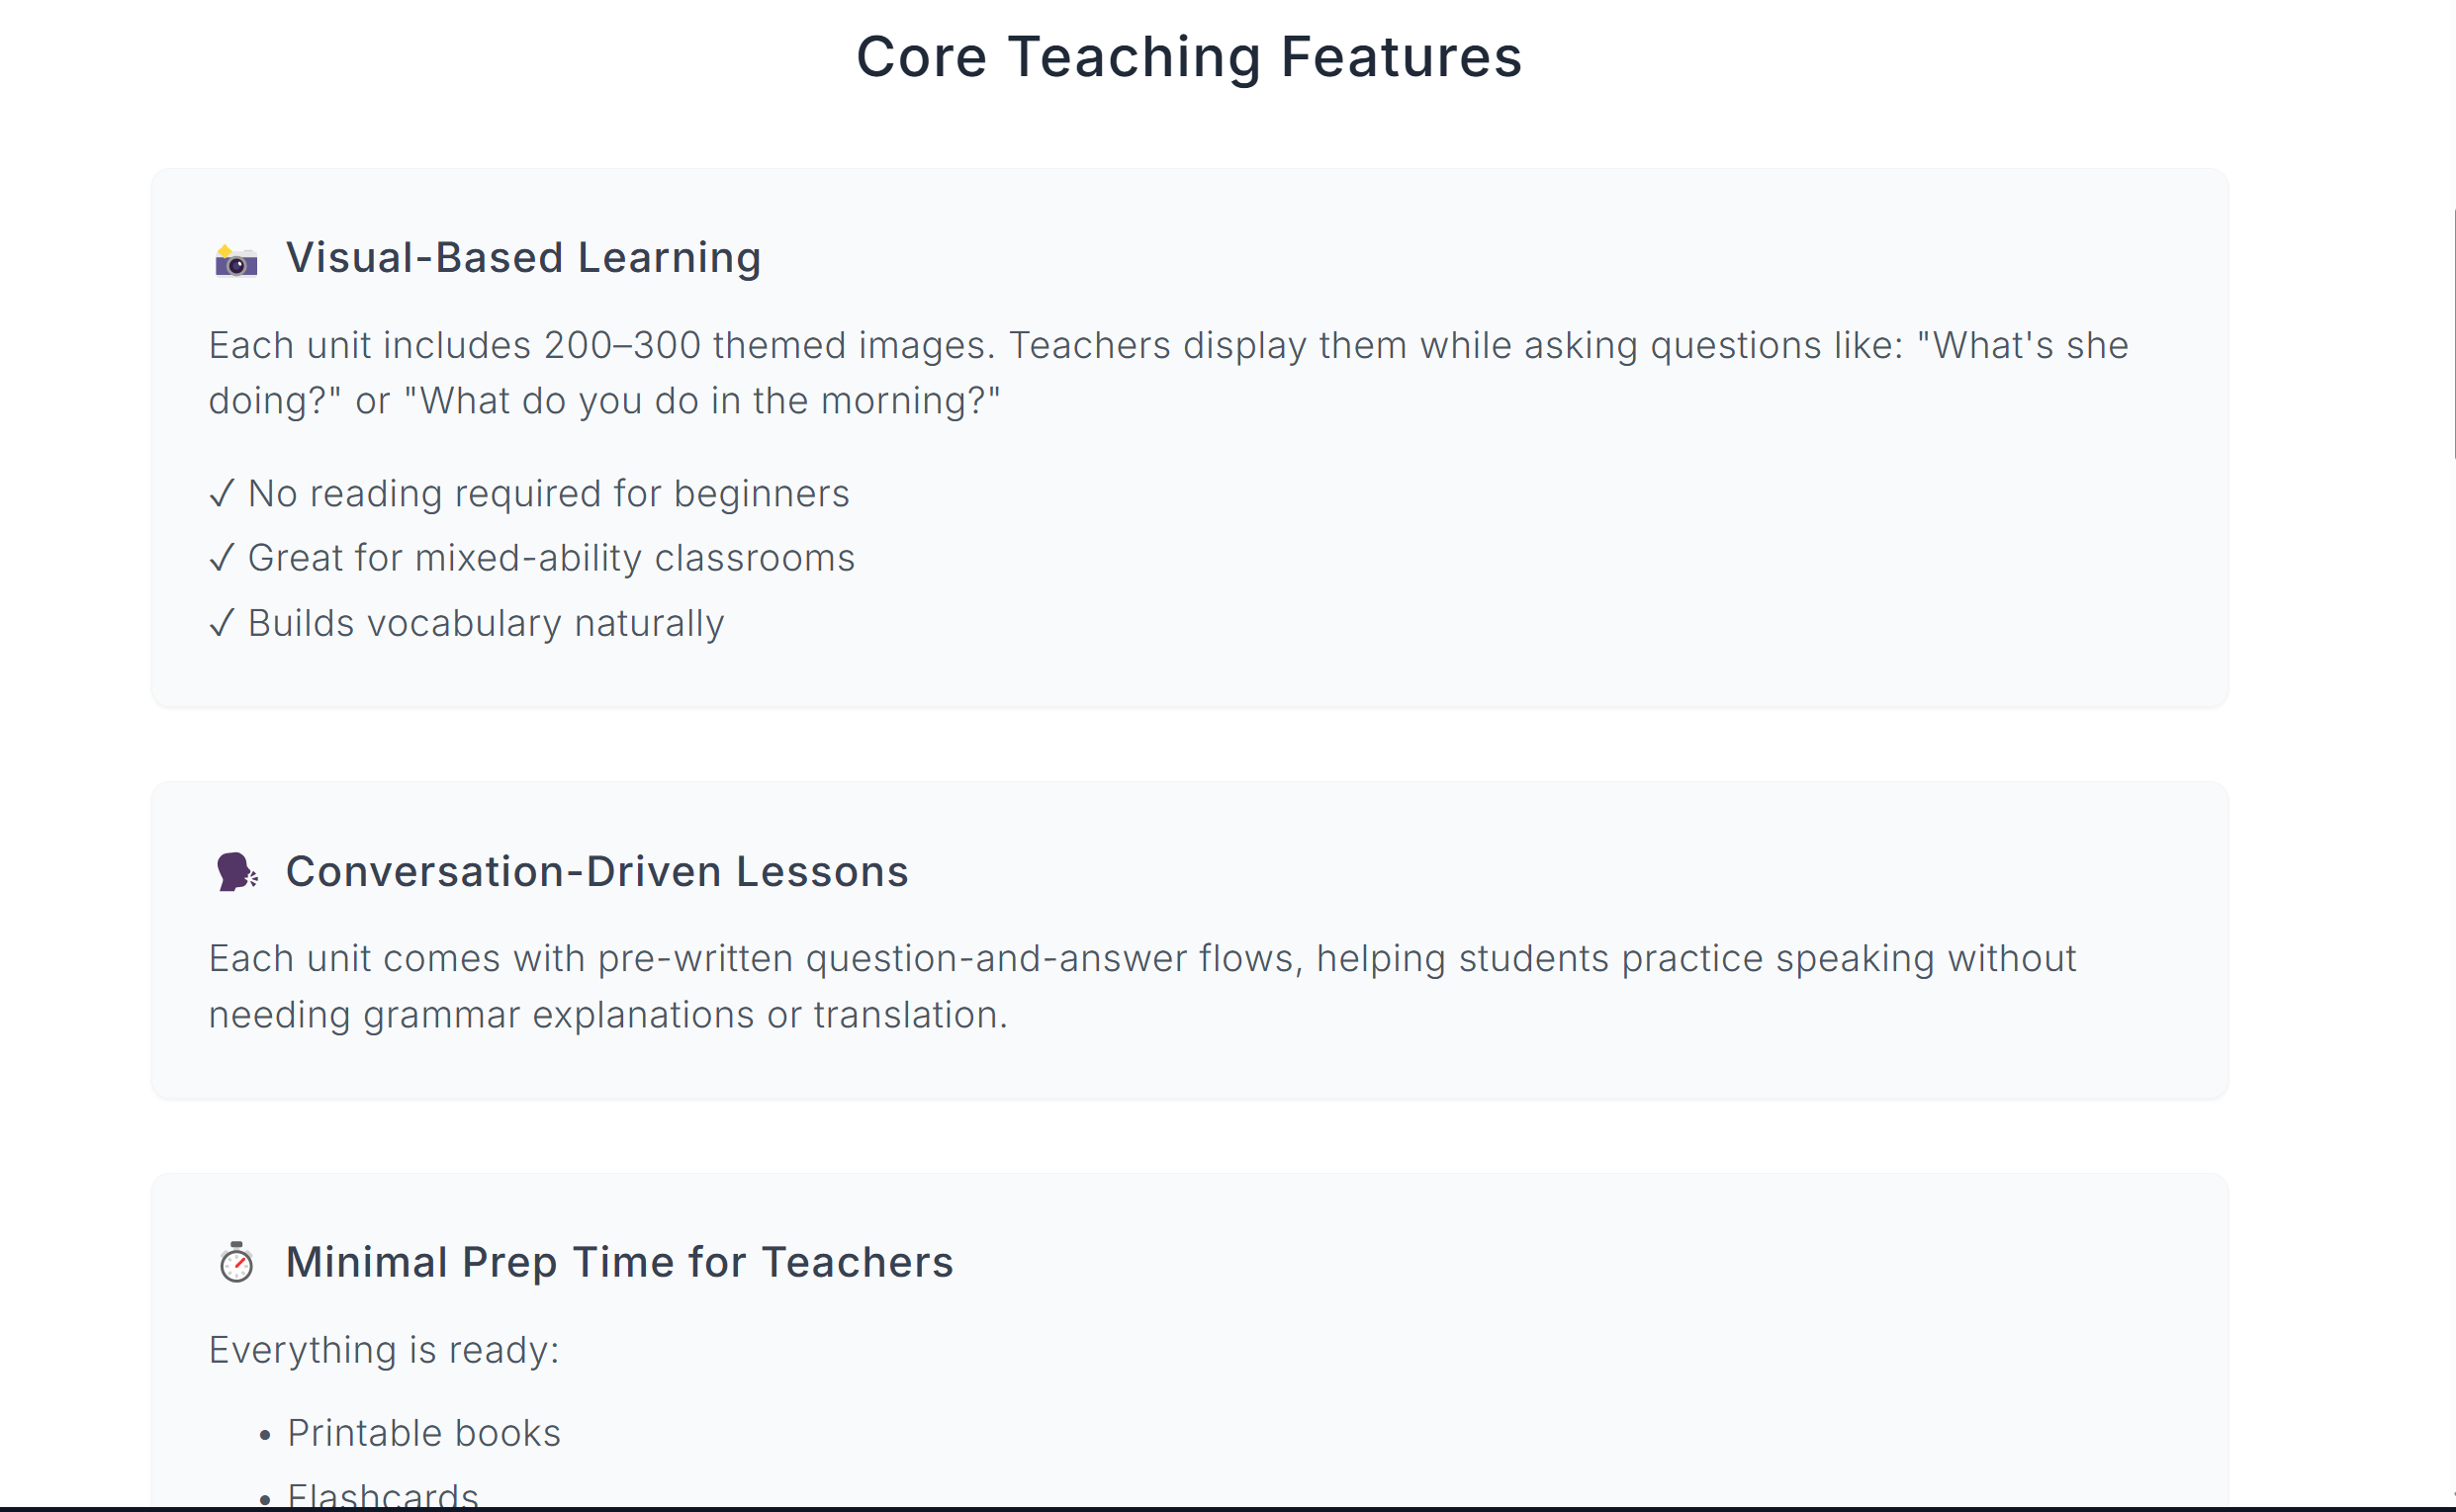 Core Teaching Features
Visual-Based Learning
Each unit includes 200–300 themed images. Teachers display them while asking questions like: "What's she
doing?" or "What do you do in the morning?"
✓ No reading required for beginners
✓ Great for mixed-ability classrooms
✓ Builds vocabulary naturally
Conversation-Driven Lessons
Each unit comes with pre-written question-and-answer flows, helping students practice speaking without
needing grammar explanations or translation.
Minimal Prep Time for Teachers
Everything is ready:
• Printable books
• Flashcards